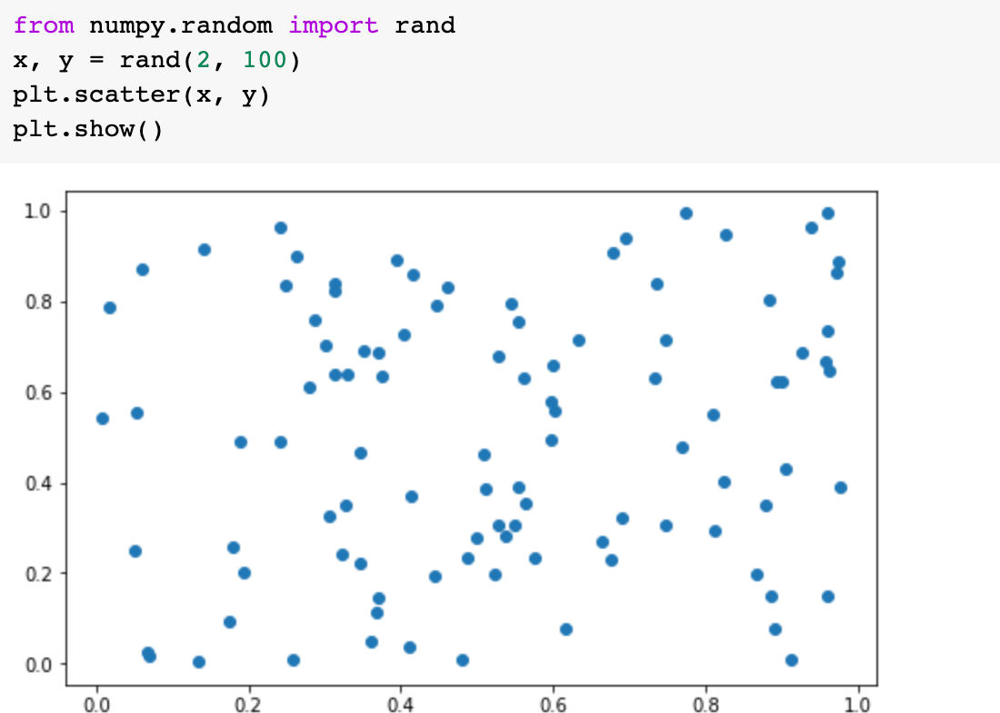 from numpy.random import rand
x, y = rand(2, 100)
plt.scatter(x, y)
plt.show()
1.0
0.8
0.6
0.4
0.2
0.0
0.0 0.2 0.4 0.6 0.8 1.0